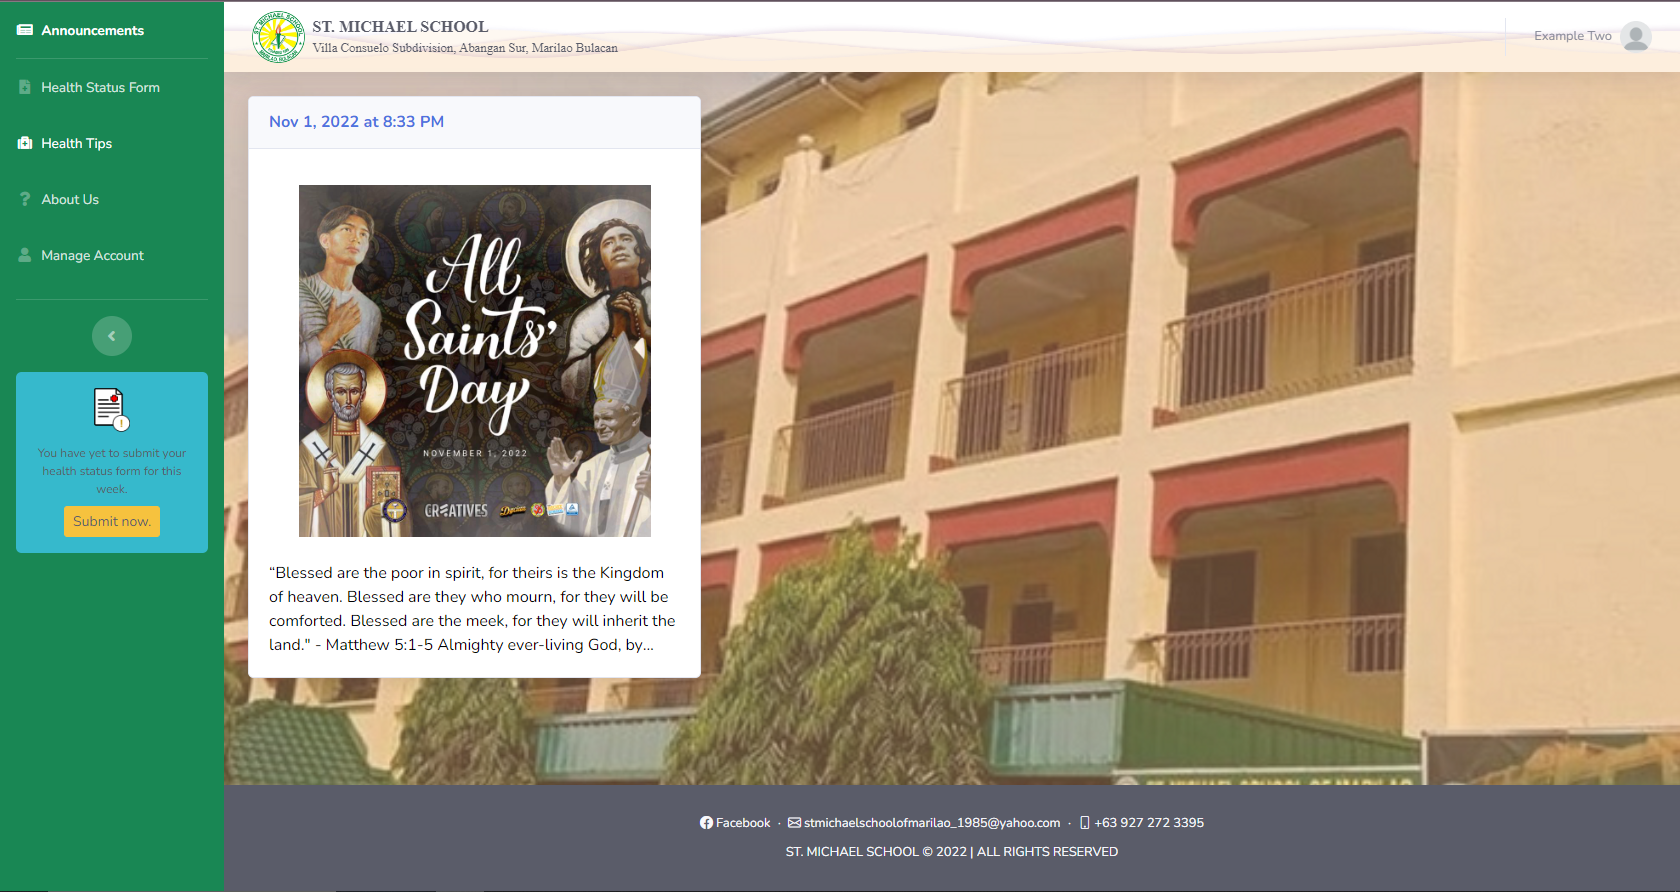 Announcements
Health Status Form
Health Tips
About Us
Manage Account
You have yet to submit your
health status form for this
week.
Submit now.
ST. MICHAEL SCHOOL
Villa Consuelo Subdivision, Abangan Sur, Marilao Bulacan
Example Two
Nov 1, 2022 at 8:33 PM
All
Saints'
Day
NOVEMBER 1, 2022
CREATIVES
“Blessed are the poor in spirit, for theirs is the Kingdom
of heaven. Blessed are they who mourn, for they will be
comforted. Blessed are the meek, for they will inherit the
land." - Matthew 5:1-5 Almighty ever-living God, by...
ST. MICHAEL SCHOOL OF MARILAO
Facebook · stmichaelschoolofmarilao_1985@yahoo.com · +63 927 272 3395
ST. MICHAEL SCHOOL © 2022 | ALL RIGHTS RESERVED